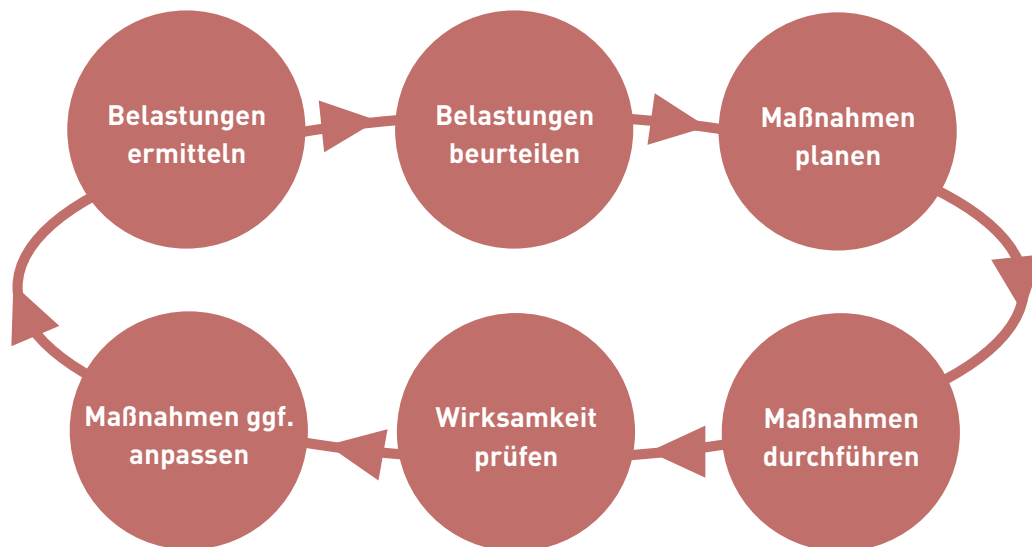 Belastungen
ermitteln
Belastungen
beurteilen
Maßnahmen
planen
Maßnahmen
durchführen
Wirksamkeit
prüfen
Maßnahmen ggf.
anpassen